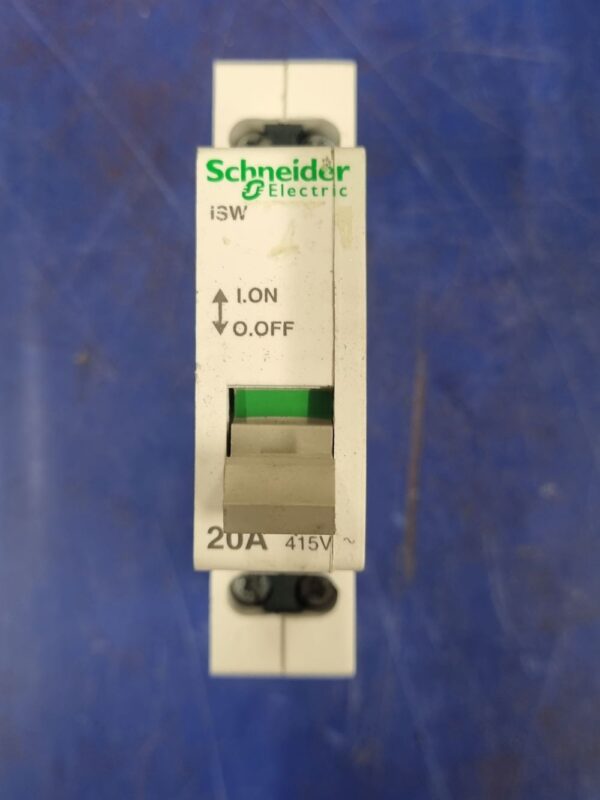 Schneider
Electric
iSW
I.ON
O.OFF
20A 415V ~